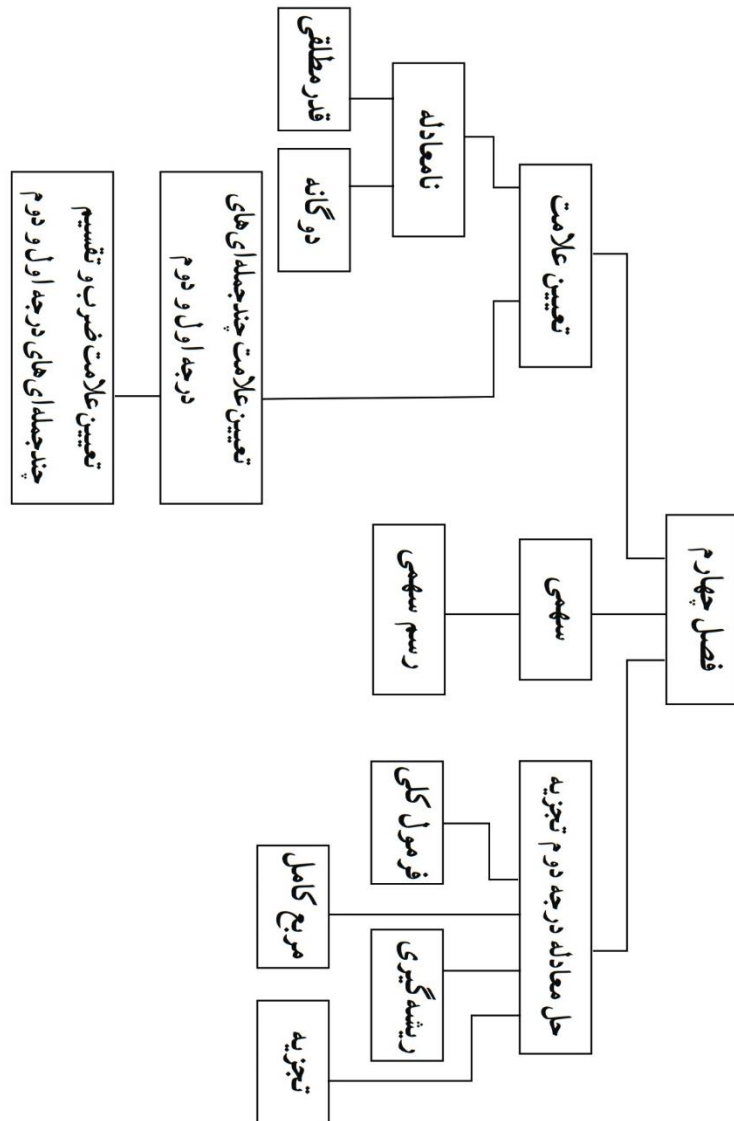 فصل چهارم
حل معادله درجه دوم تجزیه
فرمول کلی
مربع کامل
ریشه‌گیری
تجزیه
سهمی
رسم سهمی
تعیین علامت
نامعادله
قدر مطلقی
دوگانه
تعیین علامت چندجمله‌ای‌های
درجه اول و دوم
تعیین علامت ضرب و تقسیم
چندجمله‌ای‌های درجه اول و دوم